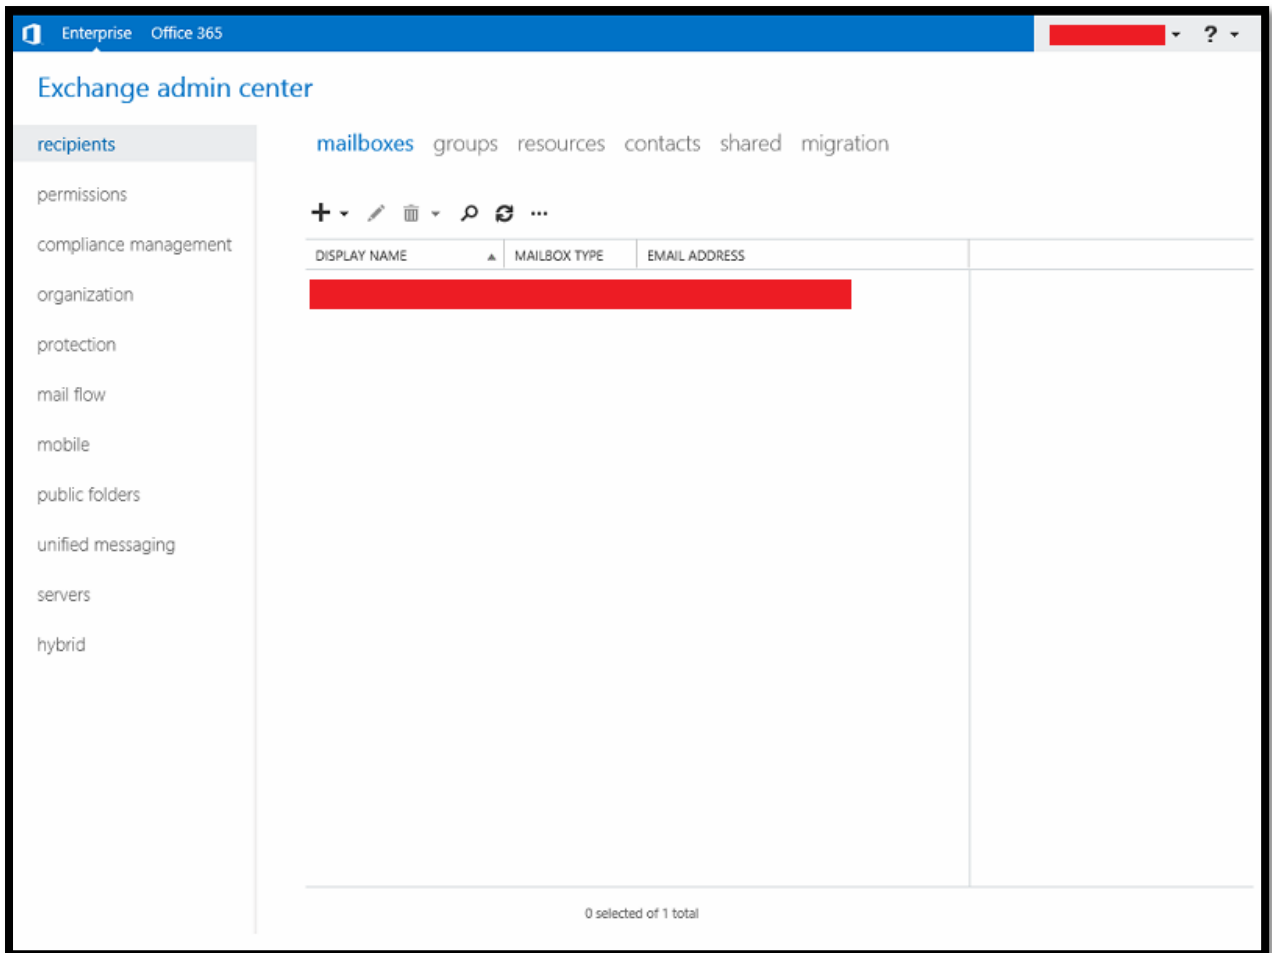 Enterprise Office 365
?
Exchange admin center
recipients
permissions
compliance management
organization
protection
mail flow
mobile
public folders
unified messaging
servers
hybrid
mailboxes groups resources contacts shared migration
DISPLAY NAME MAILBOX TYPE EMAIL ADDRESS
0 selected of 1 total